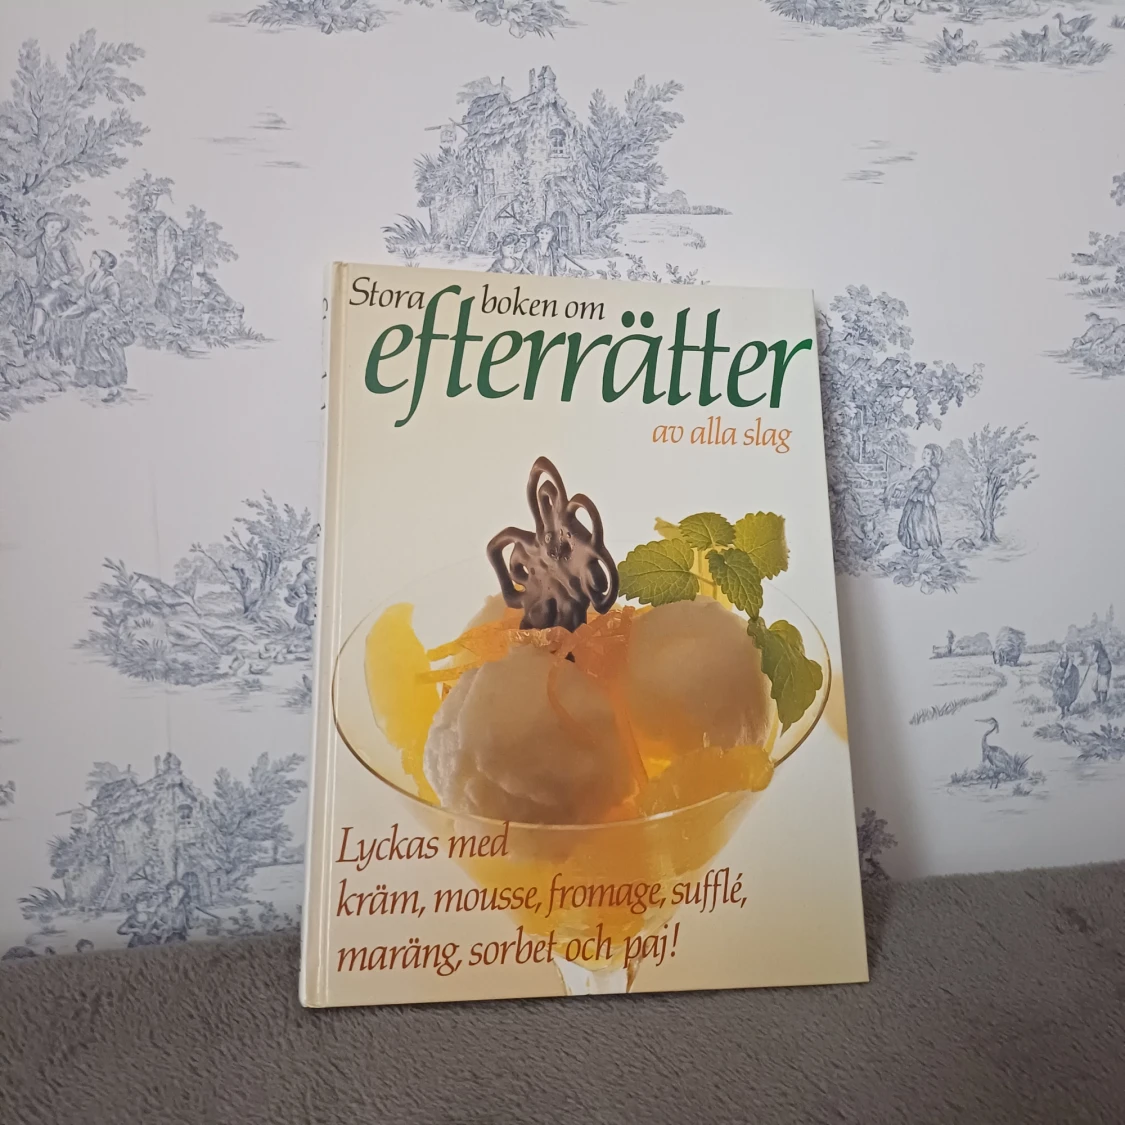 Stora boken om
efterrätter
av alla slag
Lyckas med
kräm, mousse, fromage, sufflé,
maräng, sorbet och paj!